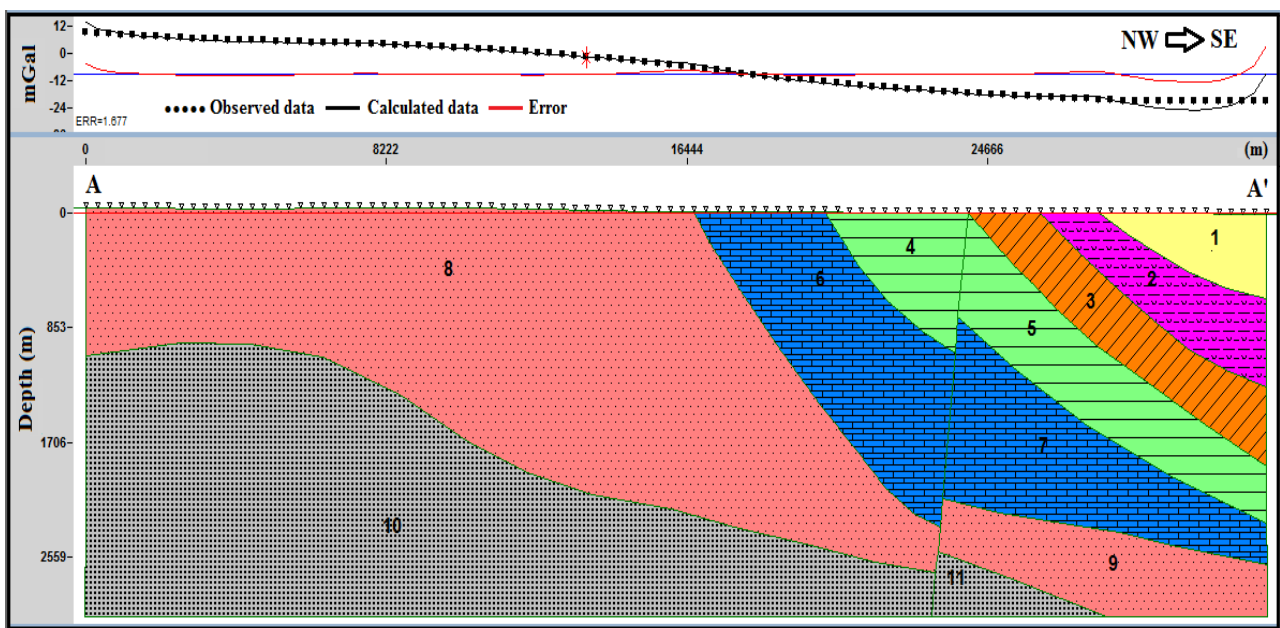 12
0
-12
-24
mGal
NW SE
Observed data Calculated data Error
ERR=1.677
0 8222 16444 24666 (m)
A A'
0
853
1706
2559
Depth (m)
1
2
3
4
5
6
7
8
9
10
11